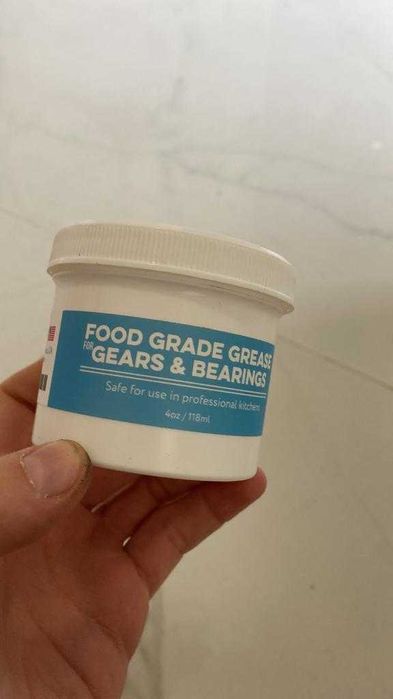 FOOD GRADE GREASE
FOR GEARS & BEARINGS
Safe for use in professional kitchens
4oz / 118ml